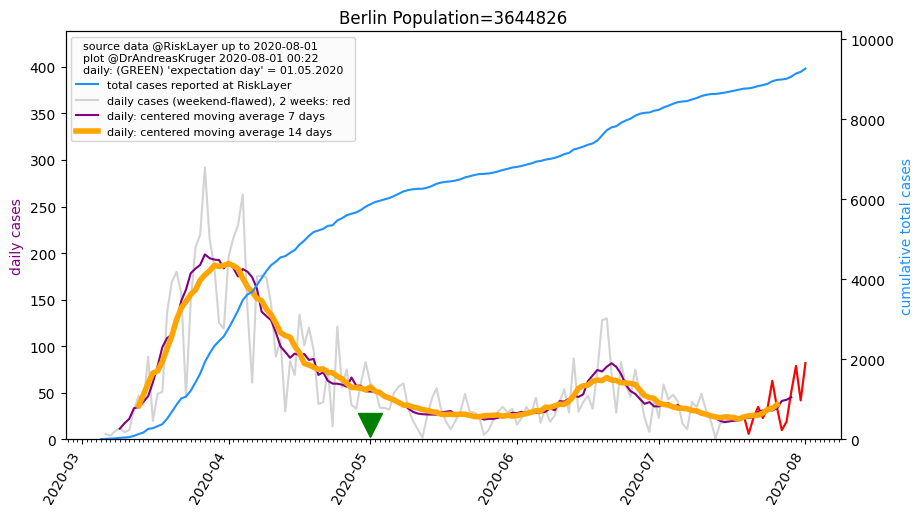 Berlin Population=3644826
source data @RiskLayer up to 2020-08-01
plot @DrAndreasKruger 2020-08-01 00:22
daily: (GREEN) 'expectation day' = 01.05.2020
total cases reported at RiskLayer
daily cases (weekend-flawed), 2 weeks: red
daily: centered moving average 7 days
daily: centered moving average 14 days
daily cases
400
350
300
250
200
150
100
50
0
10000
8000
6000
4000
2000
0
cumulative total cases
2020-03
2020-04
2020-05
2020-06
2020-07
2020-08